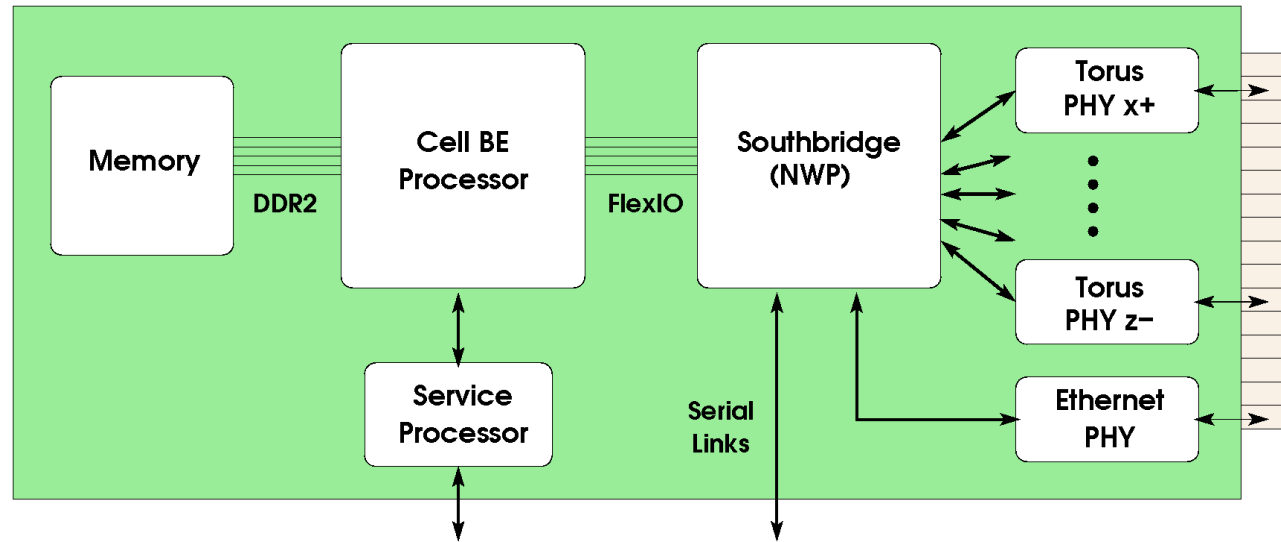 Memory
DDR2
Cell BE
Processor
FlexIO
Southbridge
(NWP)
Torus
PHY x+
Torus
PHY z−
Service
Processor
Serial
Links
Ethernet
PHY